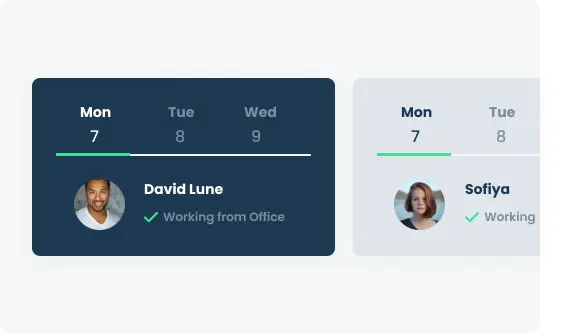 Mon Tue Wed
7 8 9
David Lune
Working from Office
Mon Tue
7 8
Sofiya
Working